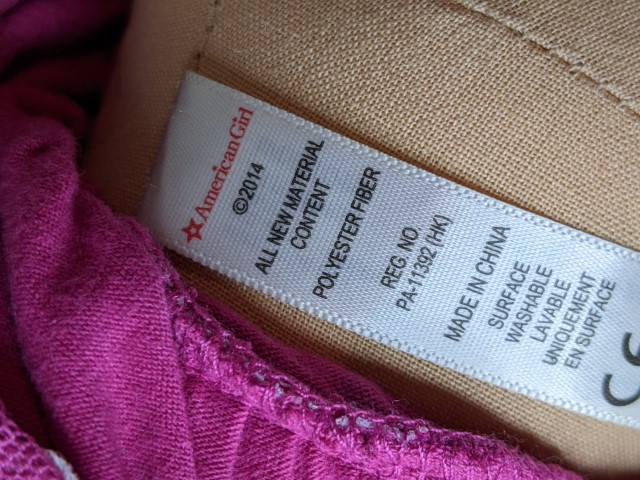 American Girl
©2014
ALL NEW MATERIAL
CONTENT
POLYESTER FIBER
REG NO.
PA-11392 (HK)
MADE IN CHINA
SURFACE
WASHABLE
LAVABLE
UNIQUEMENT
EN SURFACE
CE